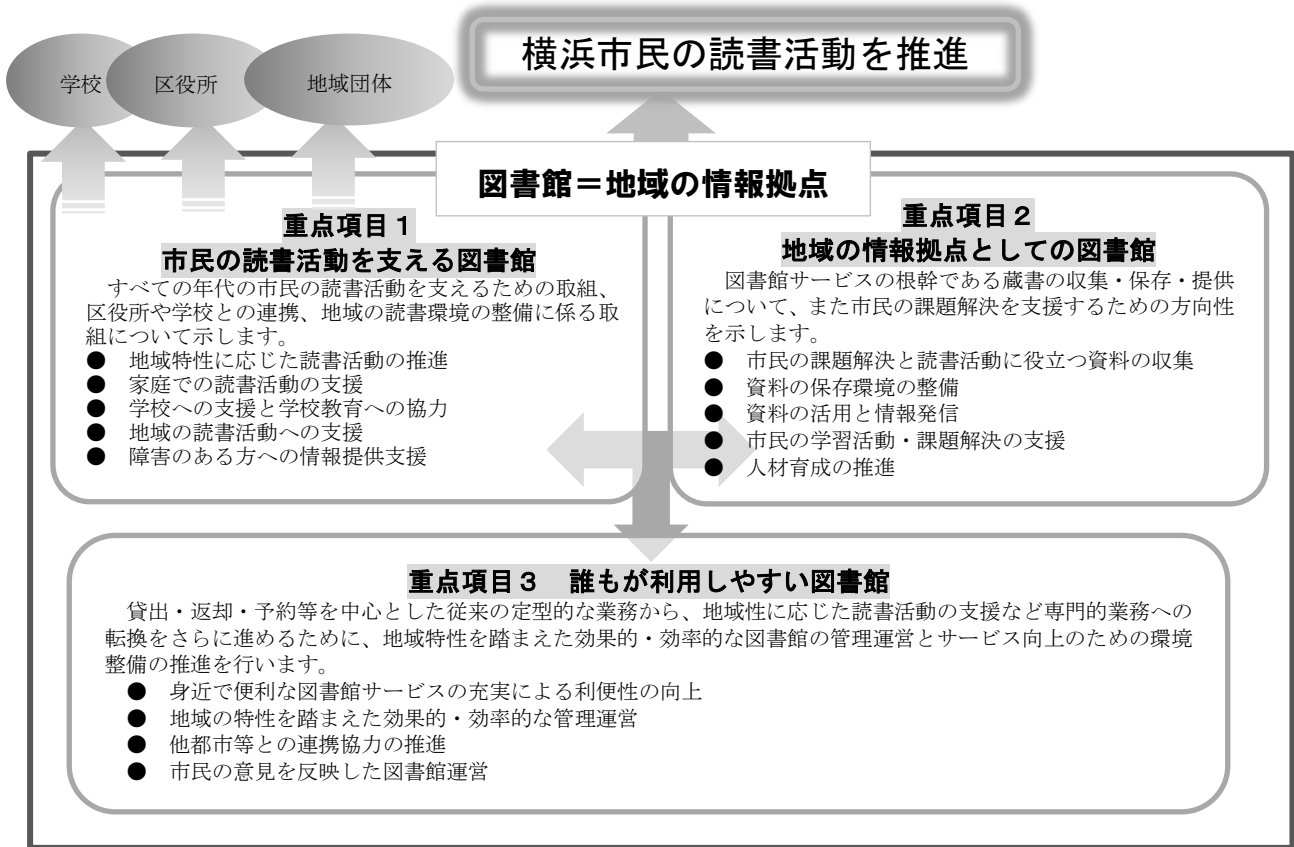 横浜市民の読書活動を推進
学校
区役所
地域団体
図書館＝地域の情報拠点
重点項目１
市民の読書活動を支える図書館
すべての年代の市民の読書活動を支えるための取組、
区役所や学校との連携、地域の読書環境の整備に係る取
組について示します。
● 地域特性に応じた読書活動の推進
● 家庭での読書活動の支援
● 学校への支援と学校教育への協力
● 地域の読書活動への支援
● 障害のある方への情報提供支援
重点項目２
地域の情報拠点としての図書館
図書館サービスの根幹である蔵書の収集・保存・提供
について、また市民の課題解決を支援するための方向性
を示します。
● 市民の課題解決と読書活動に役立つ資料の収集
● 資料の保存環境の整備
● 資料の活用と情報発信
● 市民の学習活動・課題解決の支援
● 人材育成の推進
重点項目３　誰もが利用しやすい図書館
貸出・返却・予約等を中心とした従来の定型的な業務から、地域性に応じた読書活動の支援など専門的業務への
転換をさらに進めるために、地域特性を踏まえた効果的・効率的な図書館の管理運営とサービス向上のための環境
整備の推進を行います。
● 身近で便利な図書館サービスの充実による利便性の向上
● 地域の特性を踏まえた効果的・効率的な管理運営
● 他都市等との連携協力の推進
● 市民の意見を反映した図書館運営